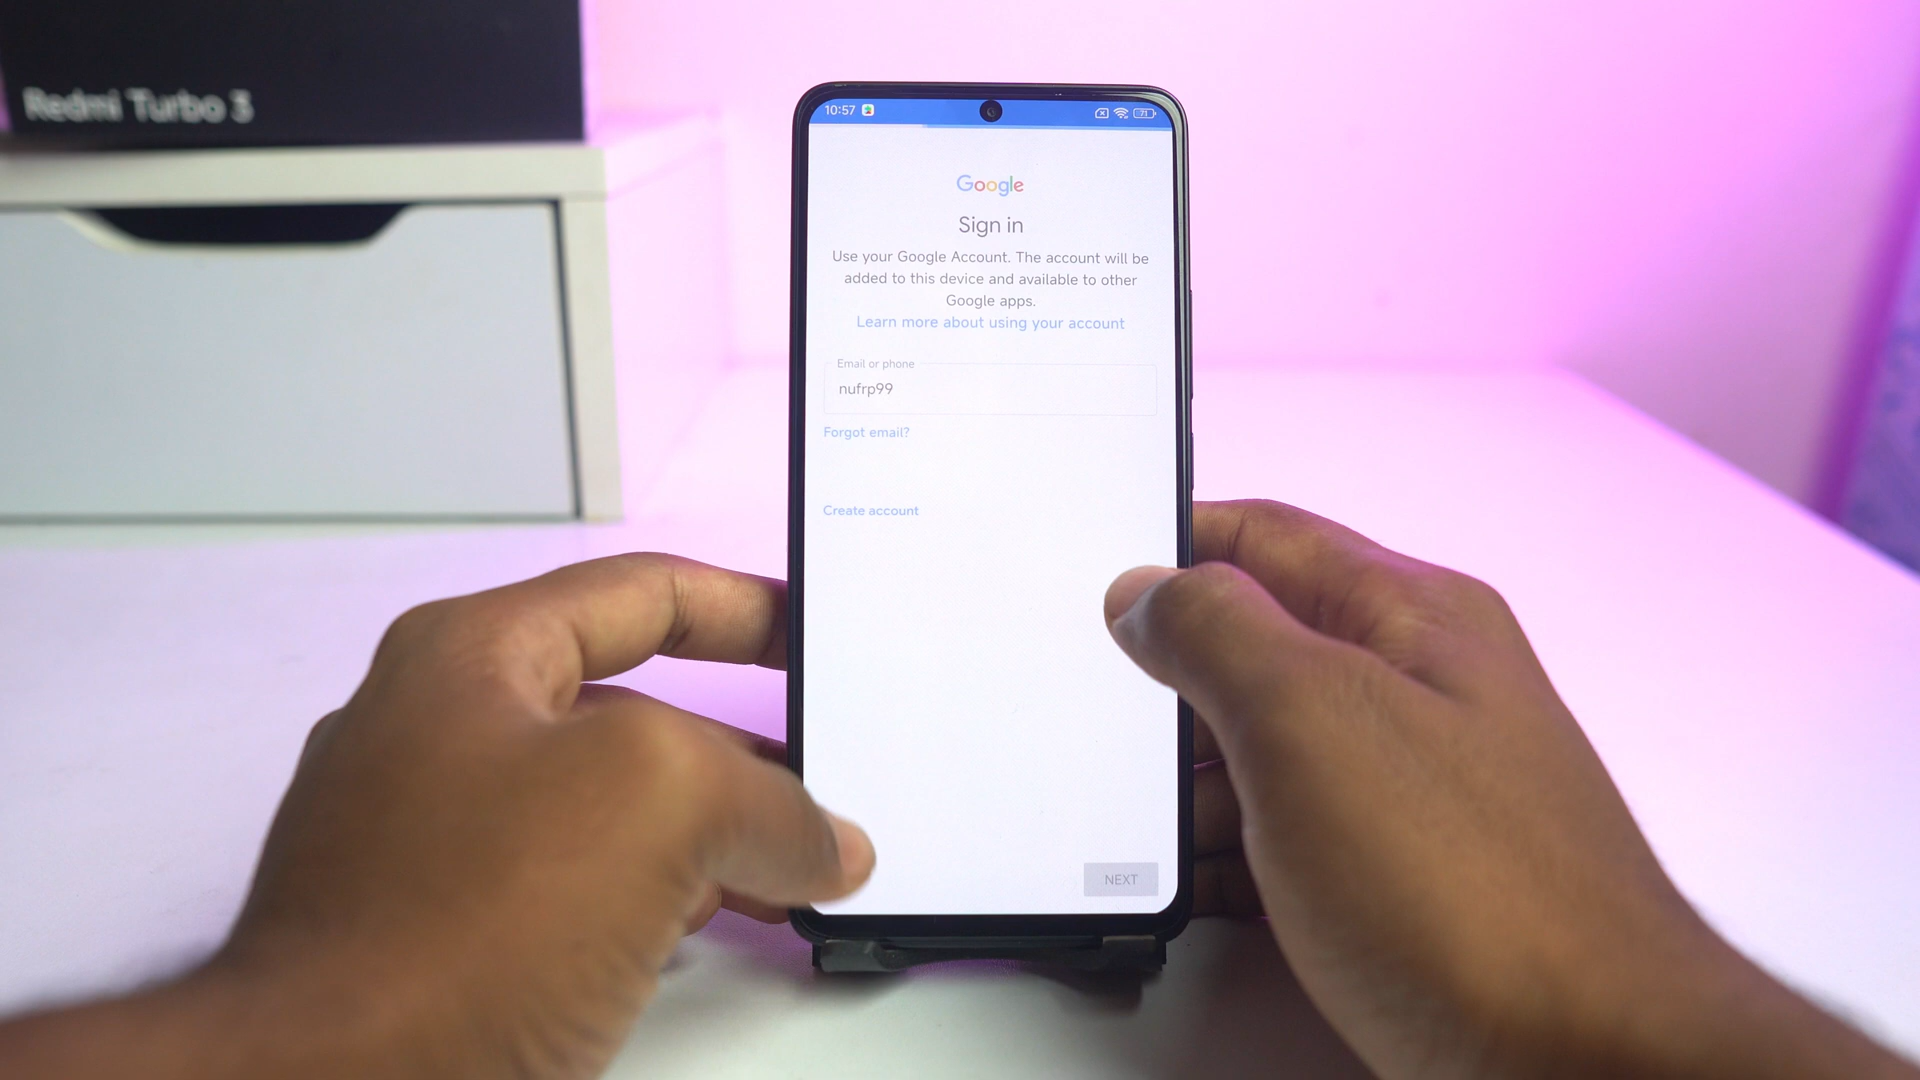 Redmi Turbo 3
10:57
71
Google
Sign in
Use your Google Account. The account will be
added to this device and available to other
Google apps.
Learn more about using your account
Email or phone
nufrp99
Forgot email?
Create account
NEXT